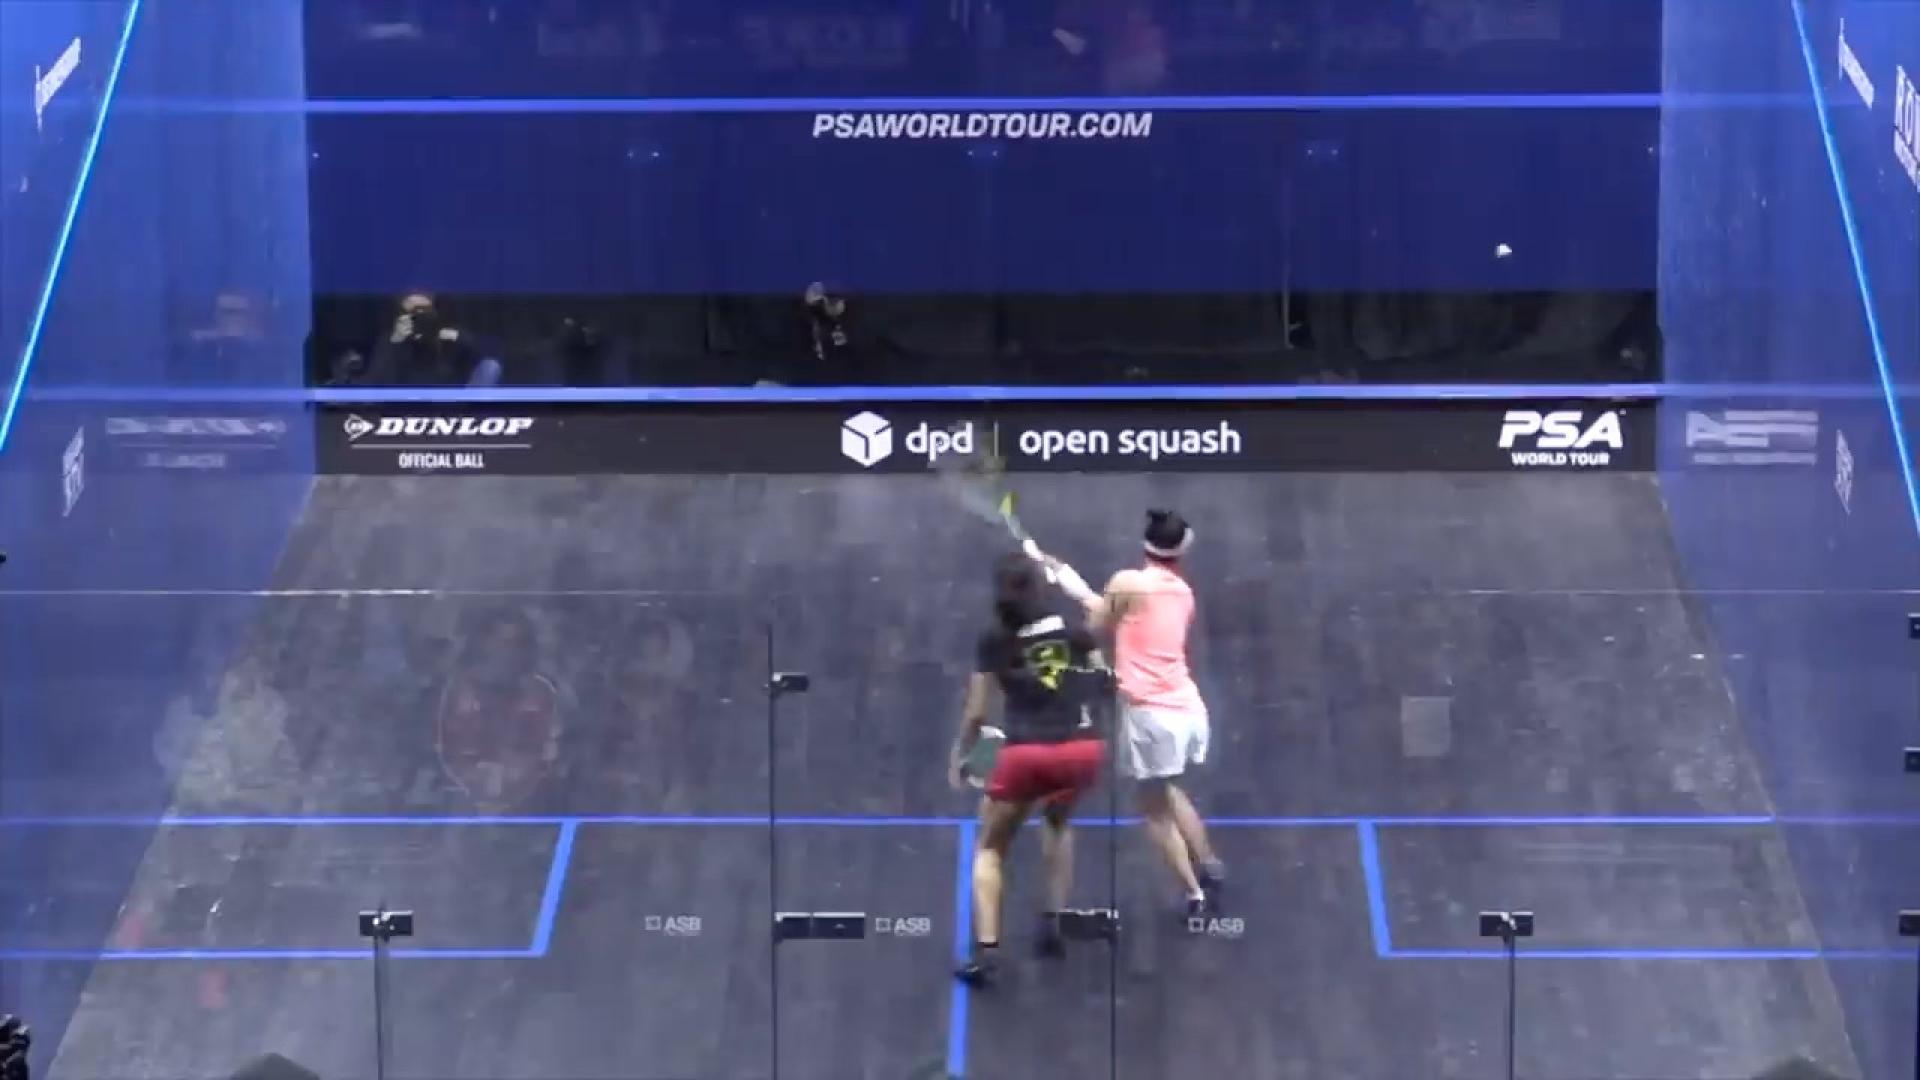 PSAWORLDTOUR.COM
DUNLOP
OFFICIAL BALL
dpd | open squash
PSA
WORLD TOUR
ASB
ASB
ASB